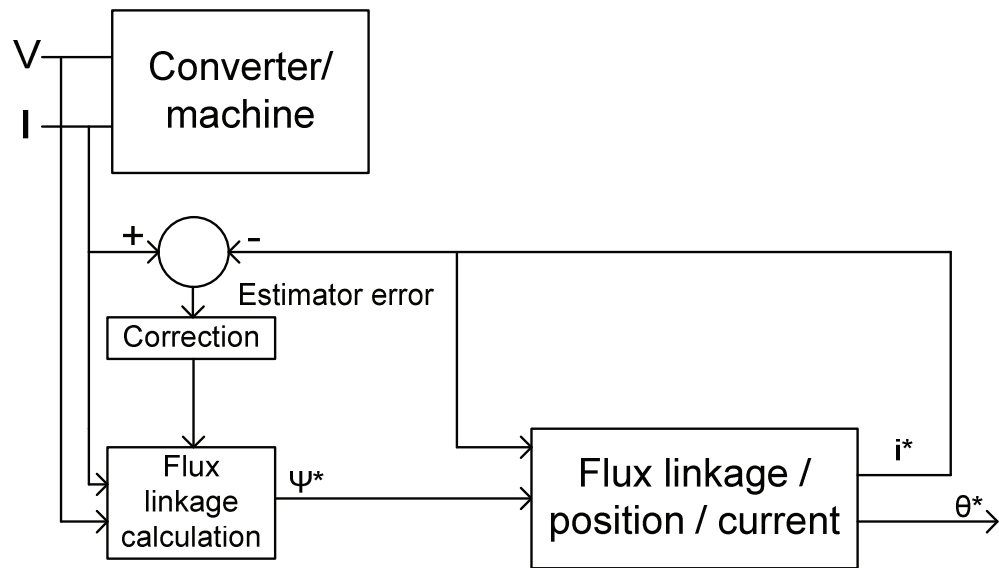 V
I
Converter/
machine
+
-
Estimator error
Correction
Flux
linkage
calculation
Ψ*
Flux linkage /
position / current
i*
θ*